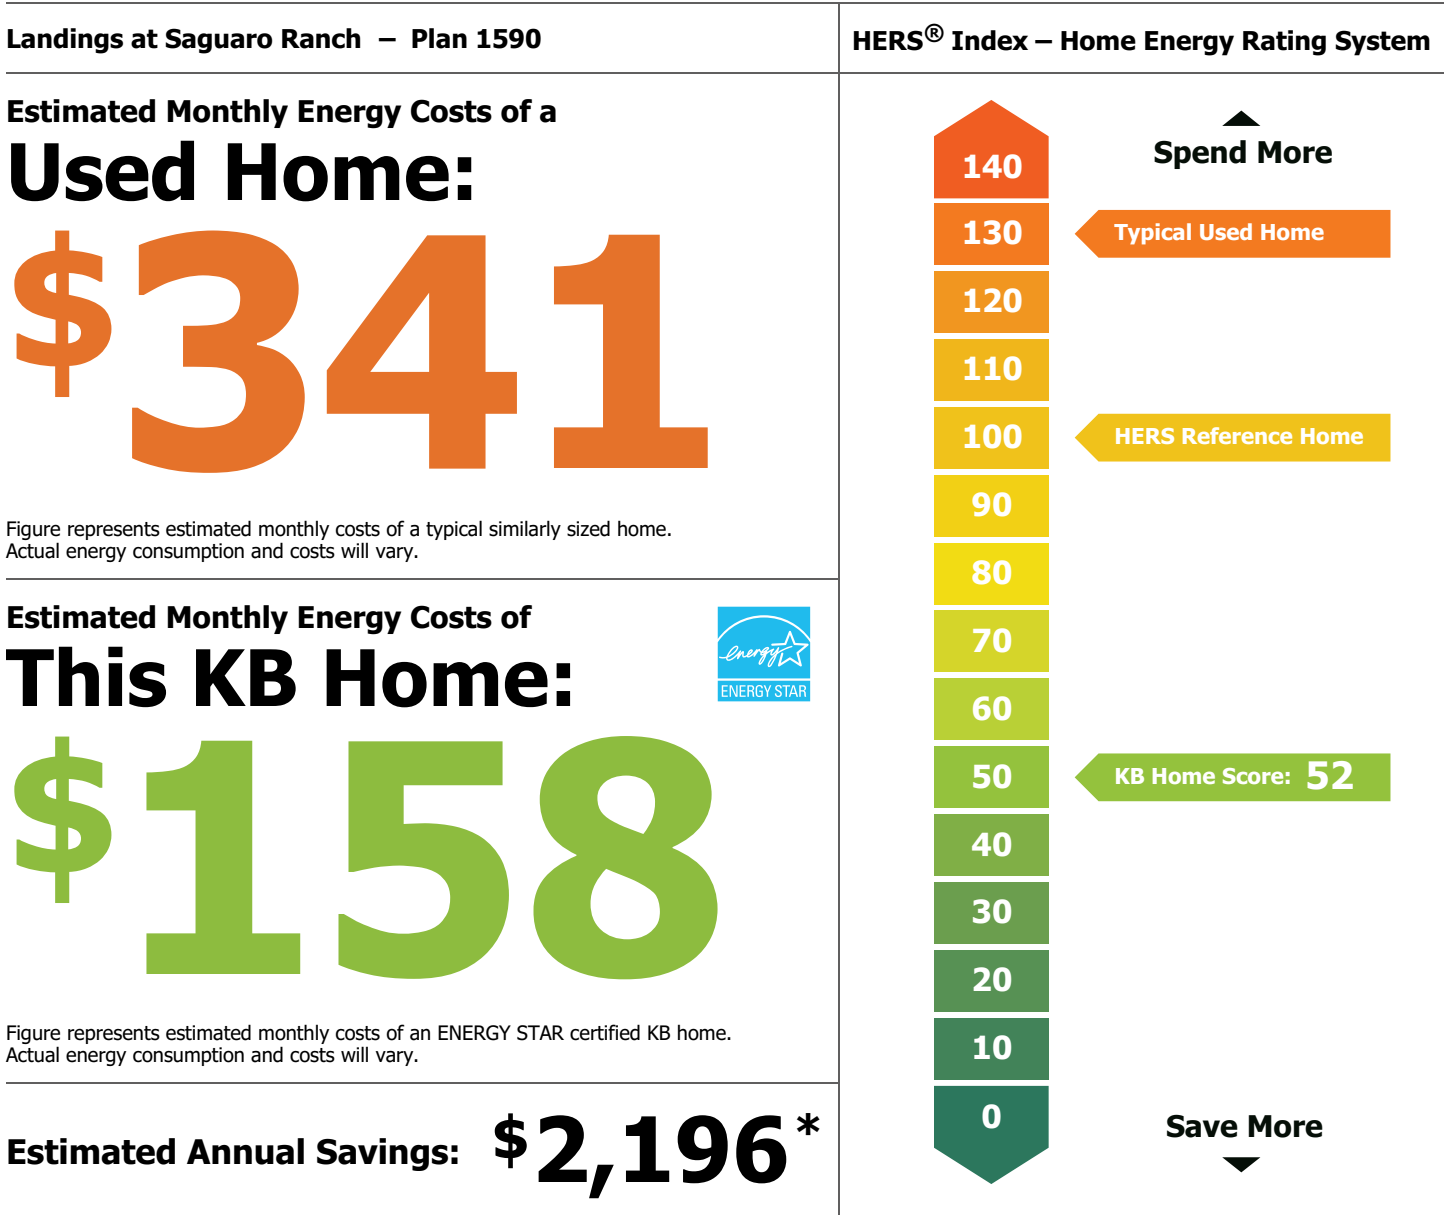 Landings at Saguaro Ranch – Plan 1590
Estimated Monthly Energy Costs of a
Used Home:
$341
Figure represents estimated monthly costs of a typical similarly sized home.
Actual energy consumption and costs will vary.
Estimated Monthly Energy Costs of
This KB Home:
energy
ENERGY STAR
$158
Figure represents estimated monthly costs of an ENERGY STAR certified KB home.
Actual energy consumption and costs will vary.
Estimated Annual Savings: $2,196*
HERS® Index – Home Energy Rating System
Spend More
140
130 Typical Used Home
120
110
100 HERS Reference Home
90
80
70
60
50 KB Home Score: 52
40
30
20
10
0
Save More